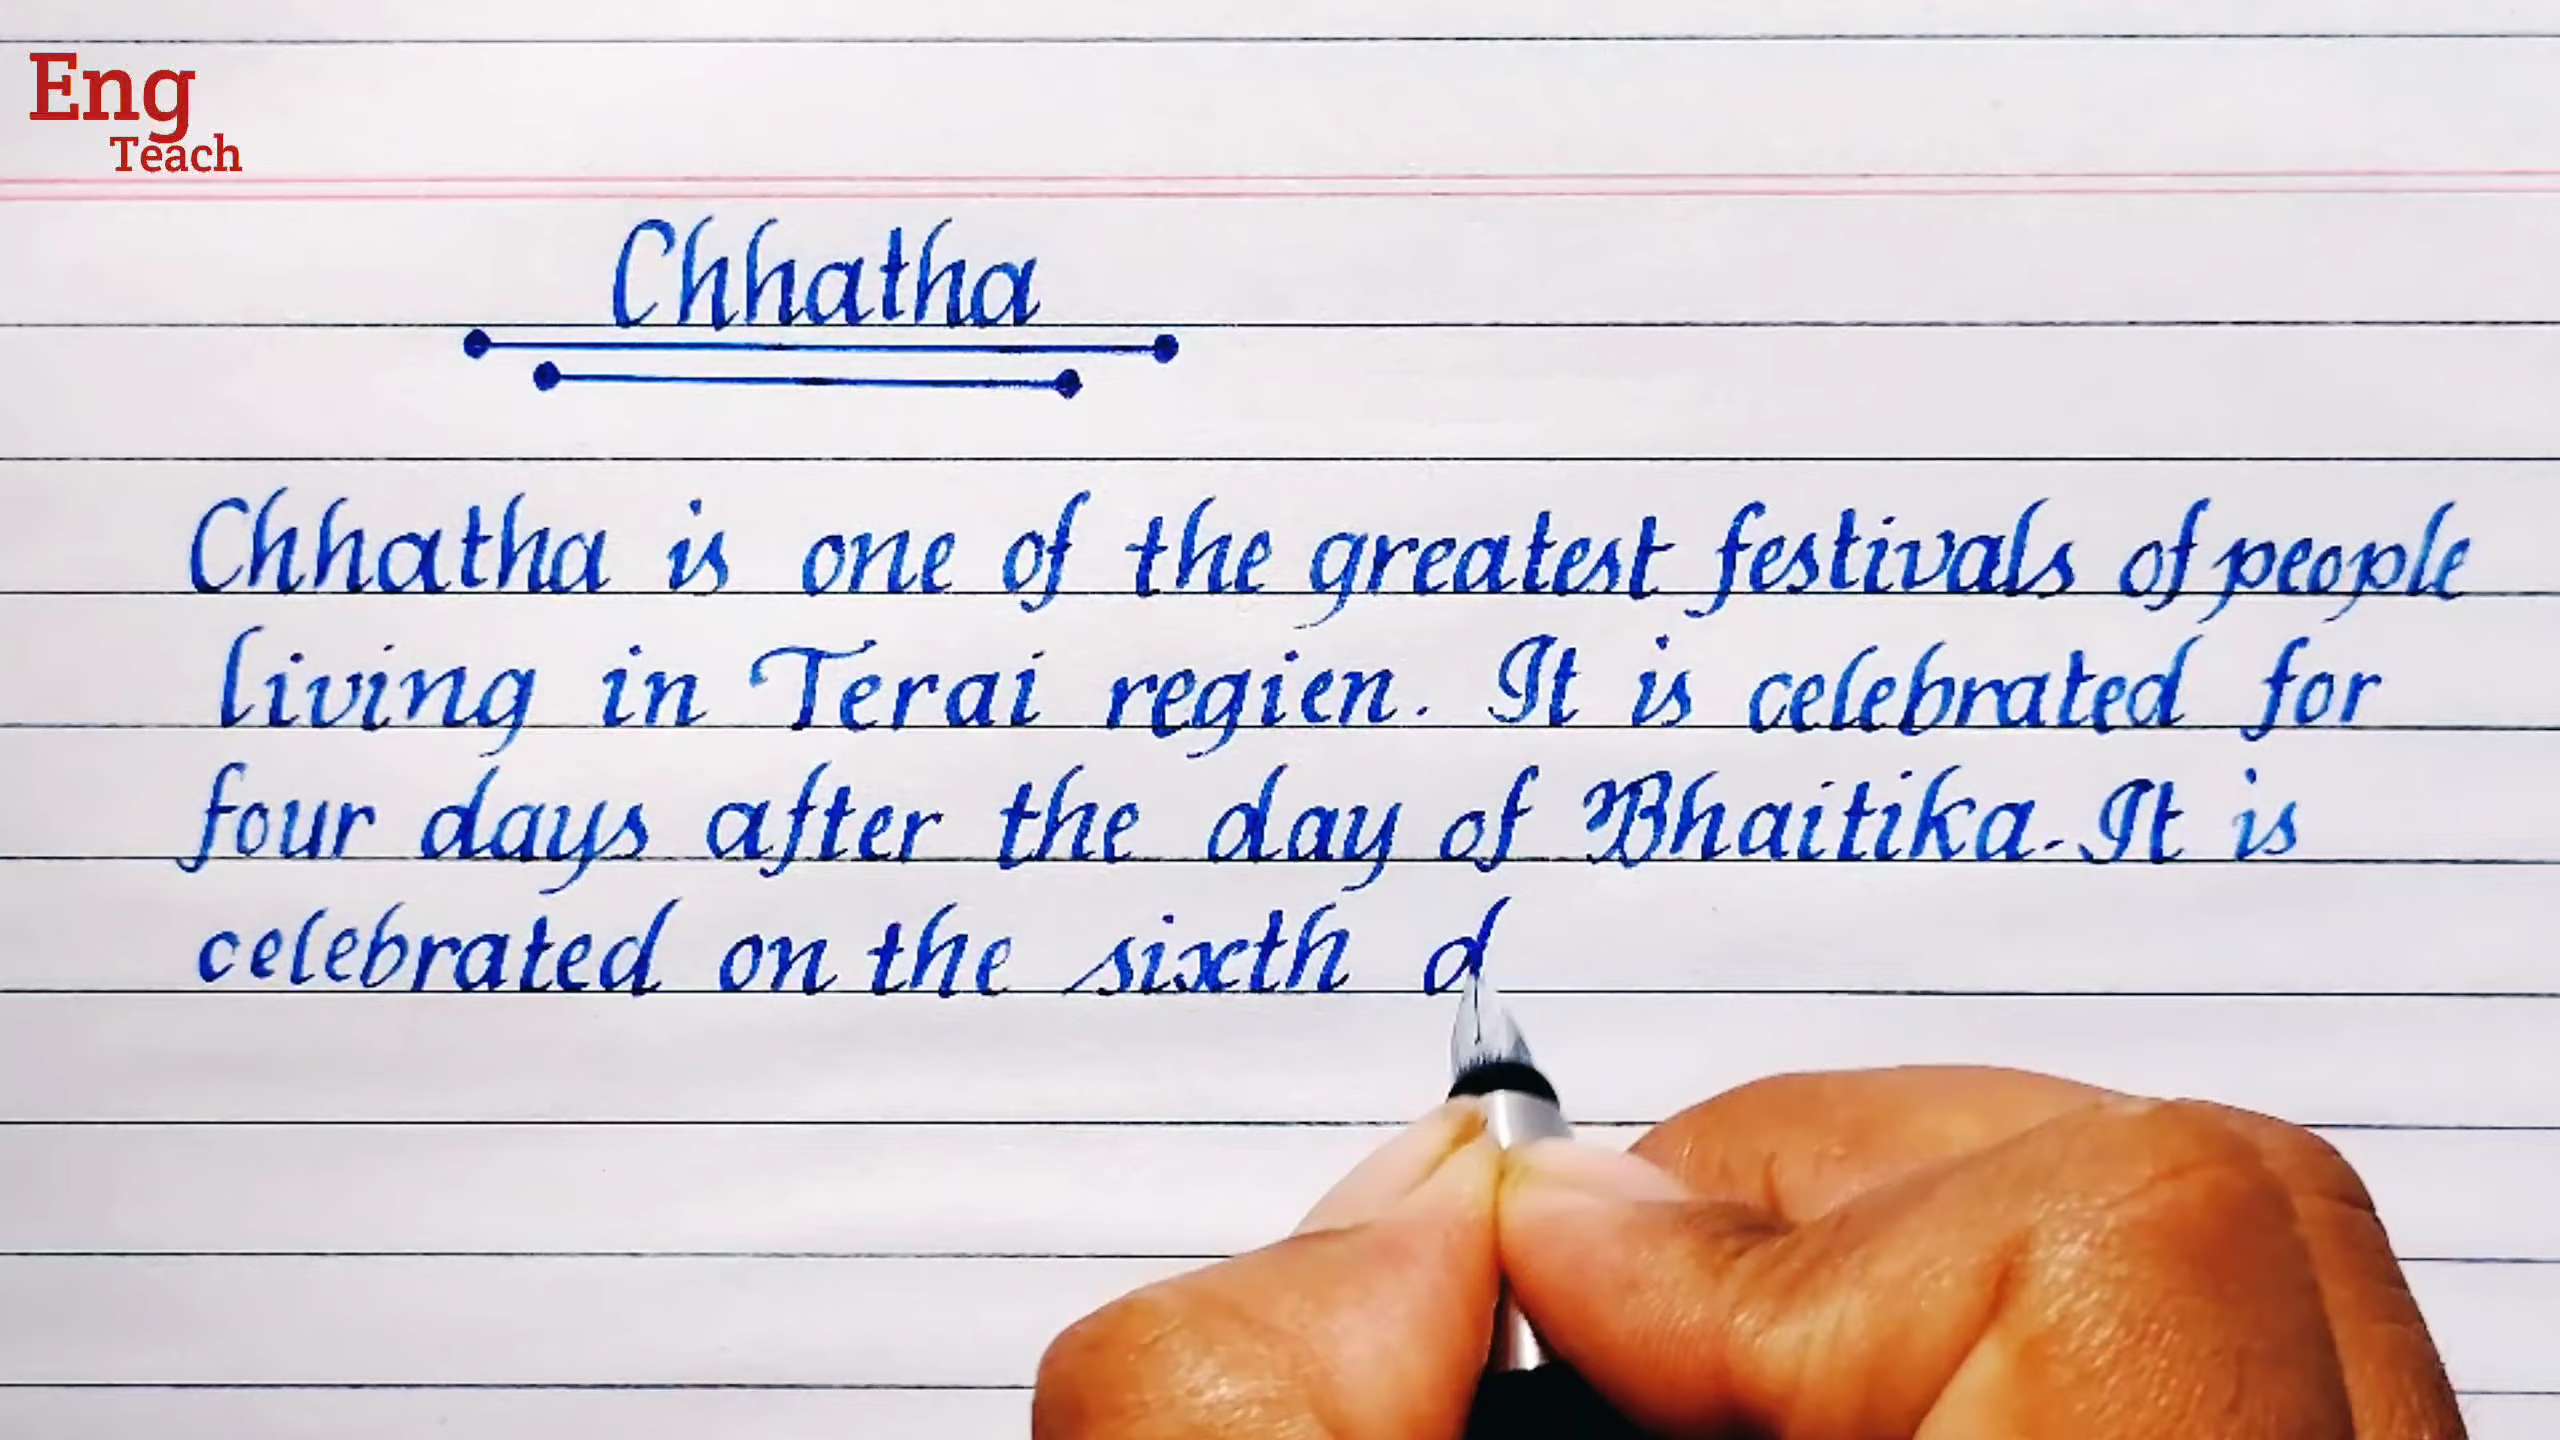 Eng
Teach
Chhatha
Chhatha is one of the greatest festivals of people
living in Terai regien. It is celebrated for
four days after the day of Bhaitika. It is
celebrated on the sixth d